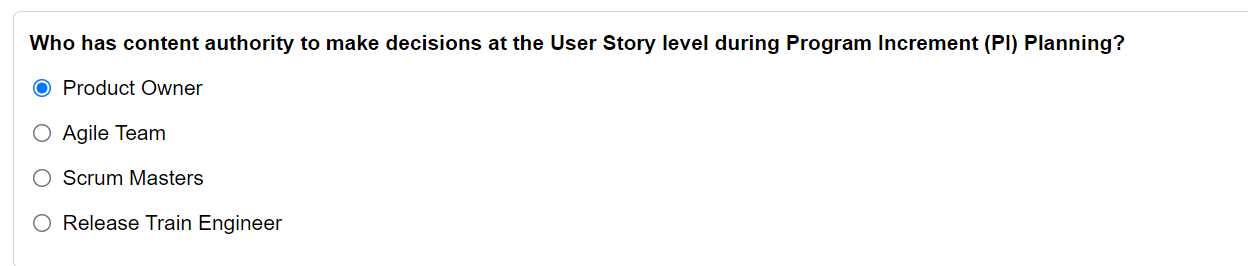 Who has content authority to make decisions at the User Story level during Program Increment (PI) Planning?
Product Owner
Agile Team
Scrum Masters
Release Train Engineer